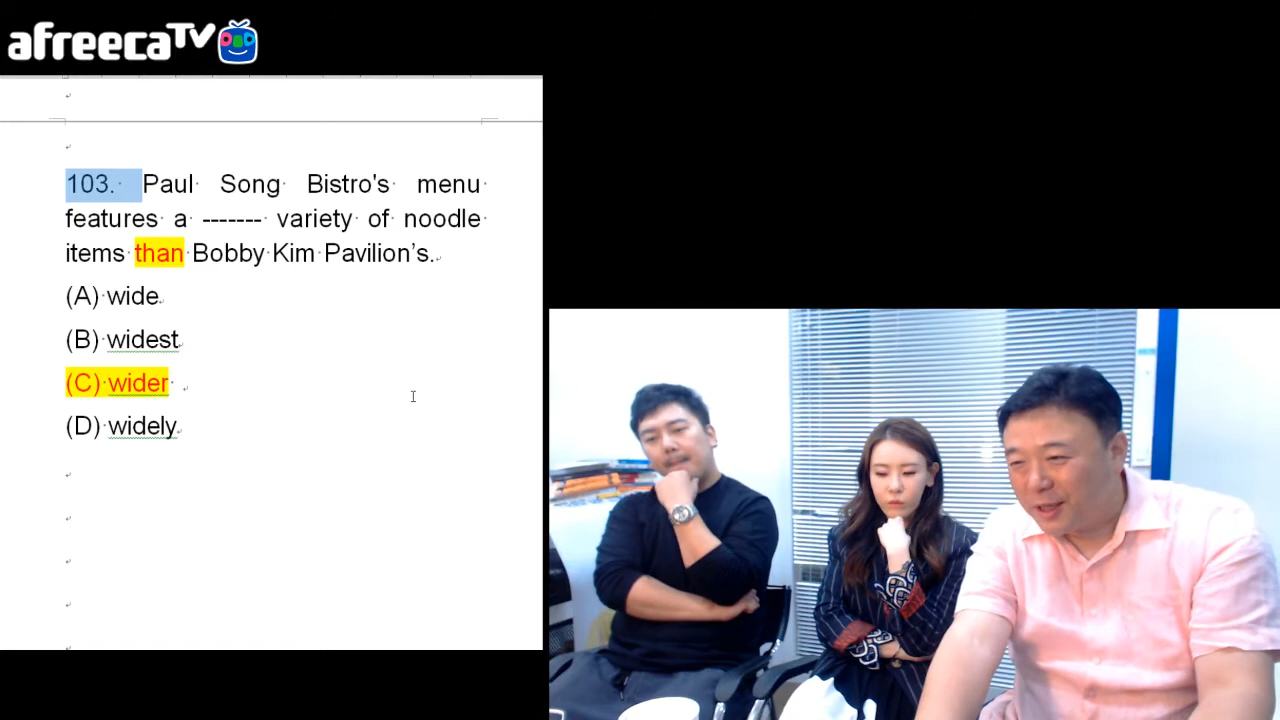 afreecaTV
103. Paul Song Bistro's menu
features a ------- variety of noodle
items than Bobby Kim Pavilion’s.
(A) wide
(B) widest
(C) wider
(D) widely